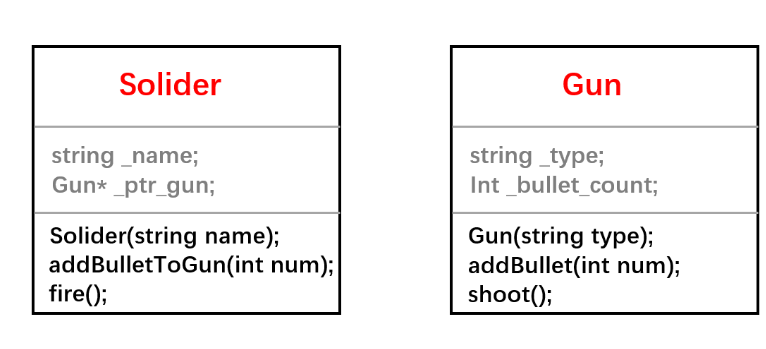 Solider
string _name;
Gun* _ptr_gun;
Solider(string name);
addBulletToGun(int num);
fire();
Gun
string _type;
Int _bullet_count;
Gun(string type);
addBullet(int num);
shoot();